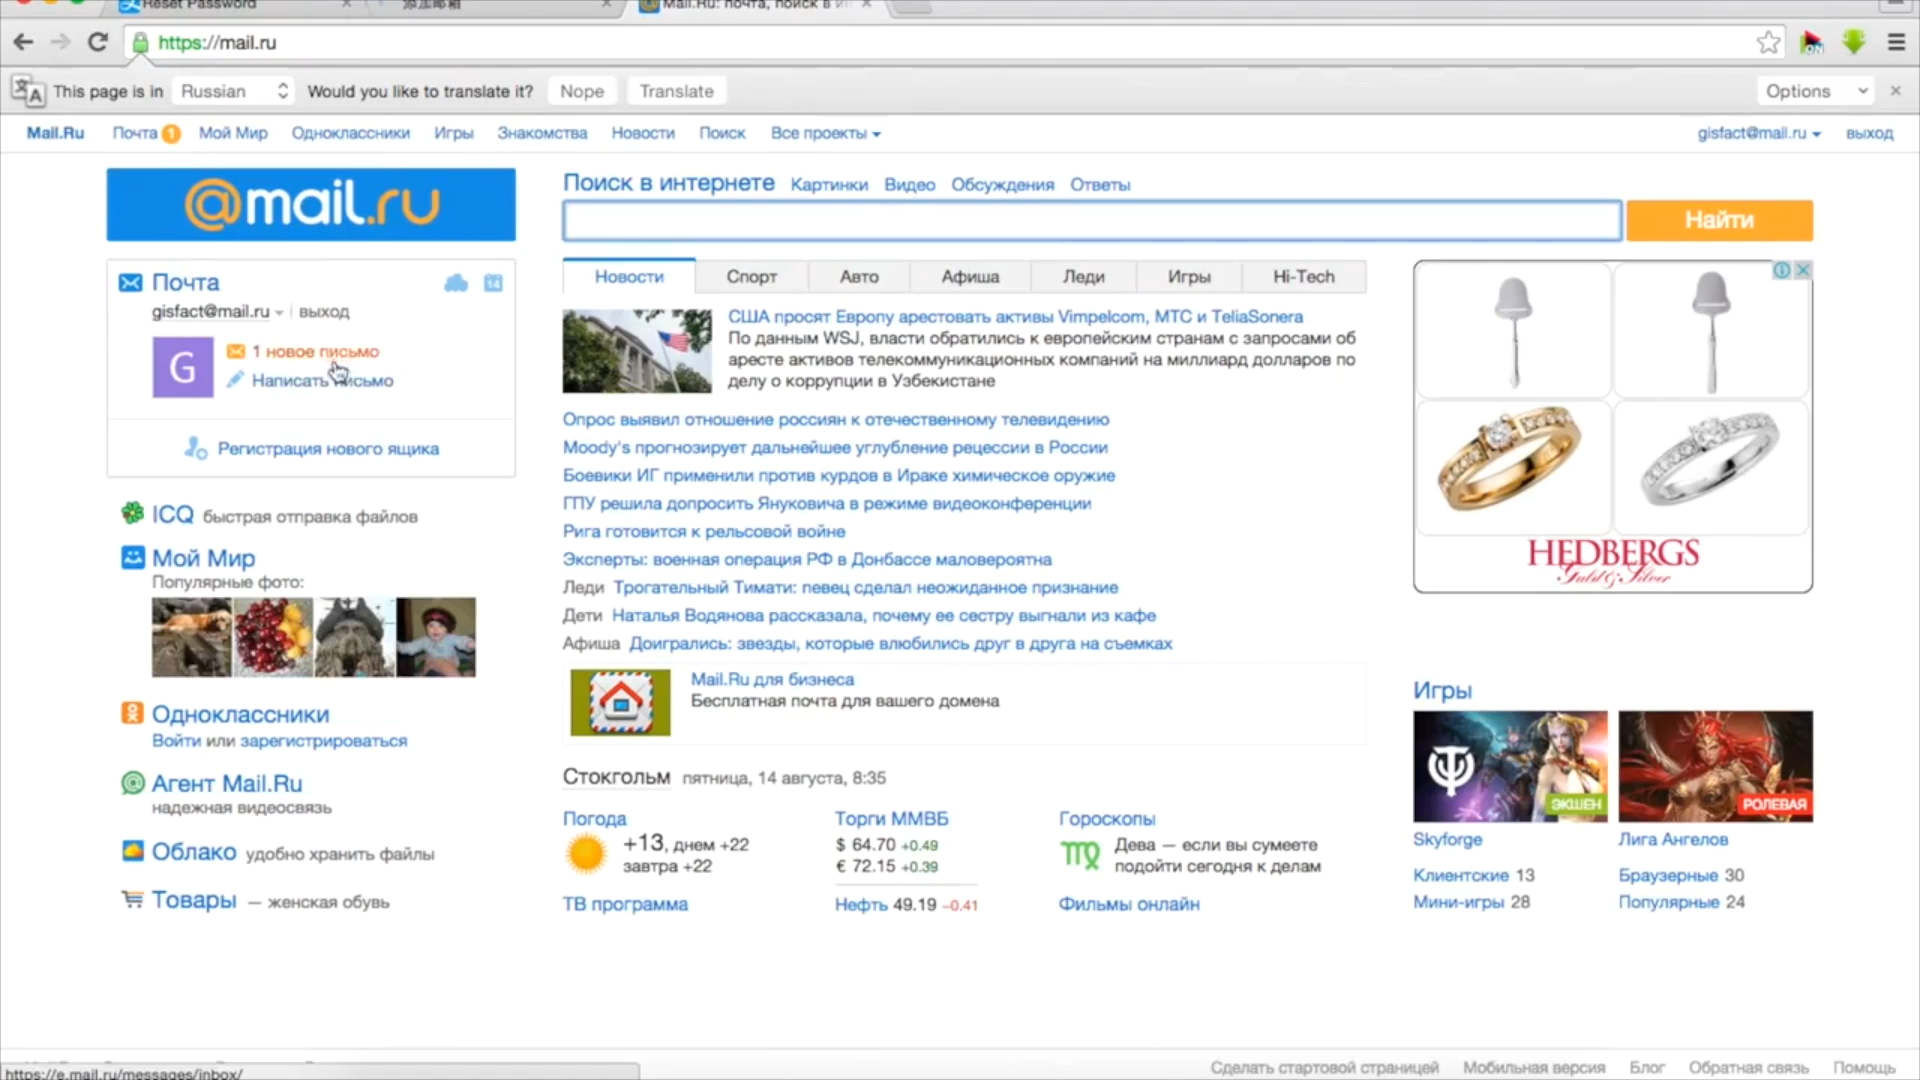 Reset Password
添加邮箱
Mail.Ru: почта, поиск в ин
https://mail.ru
ON
This page is in Russian Would you like to translate it? Nope Translate Options
Mail.Ru Почта 1 Мой Мир Одноклассники Игры Знакомства Новости Поиск Все проекты gisfact@mail.ru выход
@mail.ru
Поиск в интернете Картинки Видео Обсуждения Ответы
Найти
Почта 14
gisfact@mail.ru выход
G
1 новое письмо
Написать письмо
Регистрация нового ящика
ICQ быстрая отправка файлов
Мой Мир
Популярные фото:
Одноклассники
Войти или зарегистрироваться
Агент Mail.Ru
надежная видеосвязь
Облако удобно хранить файлы
Товары — женская обувь
Новости Спорт Авто Афиша Леди Игры Hi-Tech
США просят Европу арестовать активы Vimpelcom, МТС и TeliaSonera
По данным WSJ, власти обратились к европейским странам с запросами об
аресте активов телекоммуникационных компаний на миллиард долларов по
делу о коррупции в Узбекистане
Опрос выявил отношение россиян к отечественному телевидению
Moody's прогнозирует дальнейшее углубление рецессии в России
Боевики ИГ применили против курдов в Ираке химическое оружие
ГПУ решила допросить Януковича в режиме видеоконференции
Рига готовится к рельсовой войне
Эксперты: военная операция РФ в Донбассе маловероятна
Леди Трогательный Тимати: певец сделал неожиданное признание
Дети Наталья Водянова рассказала, почему ее сестру выгнали из кафе
Афиша Доигрались: звезды, которые влюбились друг в друга на съемках
Mail.Ru для бизнеса
Бесплатная почта для вашего домена
Стокгольм пятница, 14 августа, 8:35
Погода
+13, днем +22
завтра +22
ТВ программа
Торги ММВБ
$ 64.70 +0.49
€ 72.15 +0.39
Нефть 49.19 −0.41
Гороскопы
Дева — если вы сумеете
подойти сегодня к делам
Фильмы онлайн
HEDBERGS
Guld & Silver
Игры
ЭКШЕН
РОЛЕВАЯ
Skyforge Лига Ангелов
Клиентские 13 Браузерные 30
Мини-игры 28 Популярные 24
https://e.mail.ru/messages/inbox/
Сделать стартовой страницей Мобильная версия Блог Обратная связь Помощь